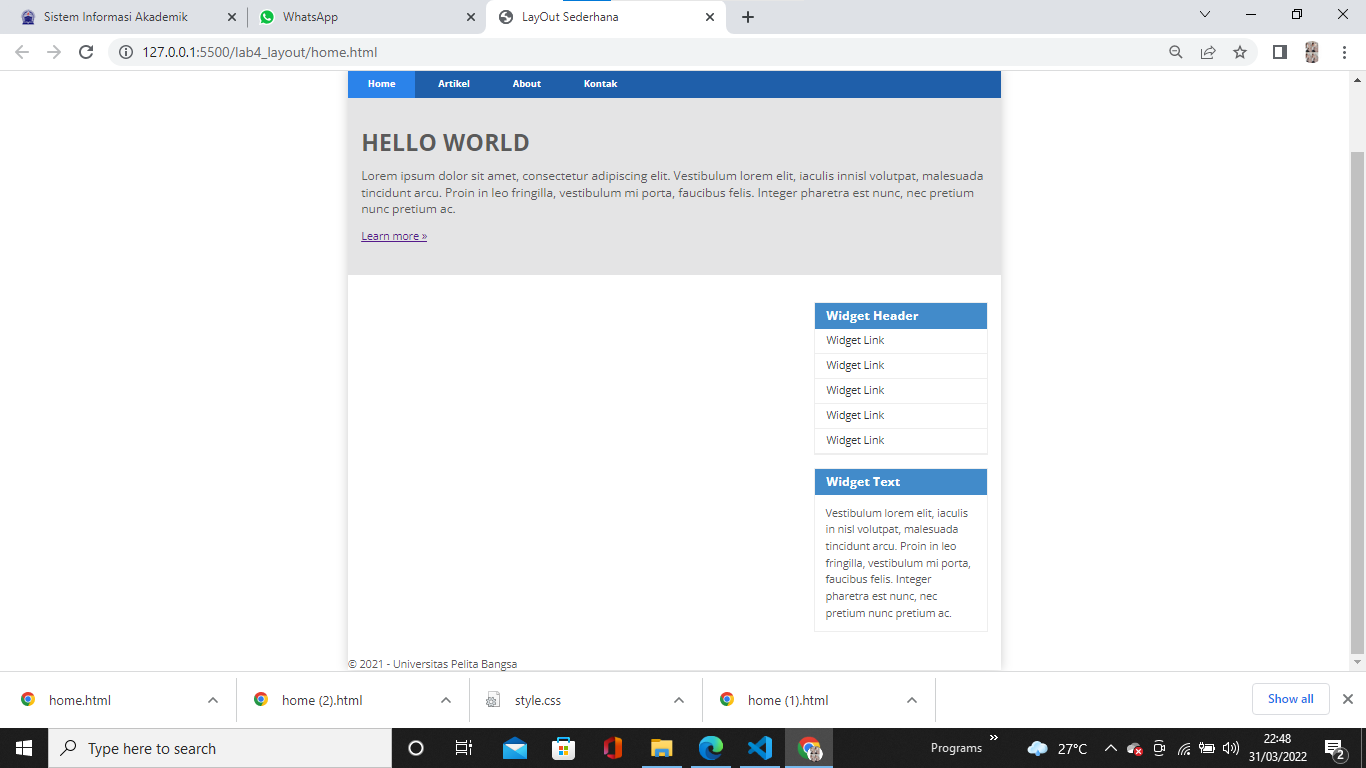 Sistem Informasi Akademik
WhatsApp
LayOut Sederhana
127.0.0.1:5500/lab4_layout/home.html
Home Artikel About Kontak
HELLO WORLD
Lorem ipsum dolor sit amet, consectetur adipiscing elit. Vestibulum lorem elit, iaculis innisl volutpat, malesuada
tincidunt arcu. Proin in leo fringilla, vestibulum mi porta, faucibus felis. Integer pharetra est nunc, nec pretium
nunc pretium ac.
Learn more »
Widget Header
Widget Link
Widget Link
Widget Link
Widget Link
Widget Link
Widget Text
Vestibulum lorem elit, iaculis
in nisl volutpat, malesuada
tincidunt arcu. Proin in leo
fringilla, vestibulum mi porta,
faucibus felis. Integer
pharetra est nunc, nec
pretium nunc pretium ac.
© 2021 - Universitas Pelita Bangsa
home.html
home (2).html
style.css
home (1).html
Show all
Type here to search
Programs »
27°C
22:48
31/03/2022
2